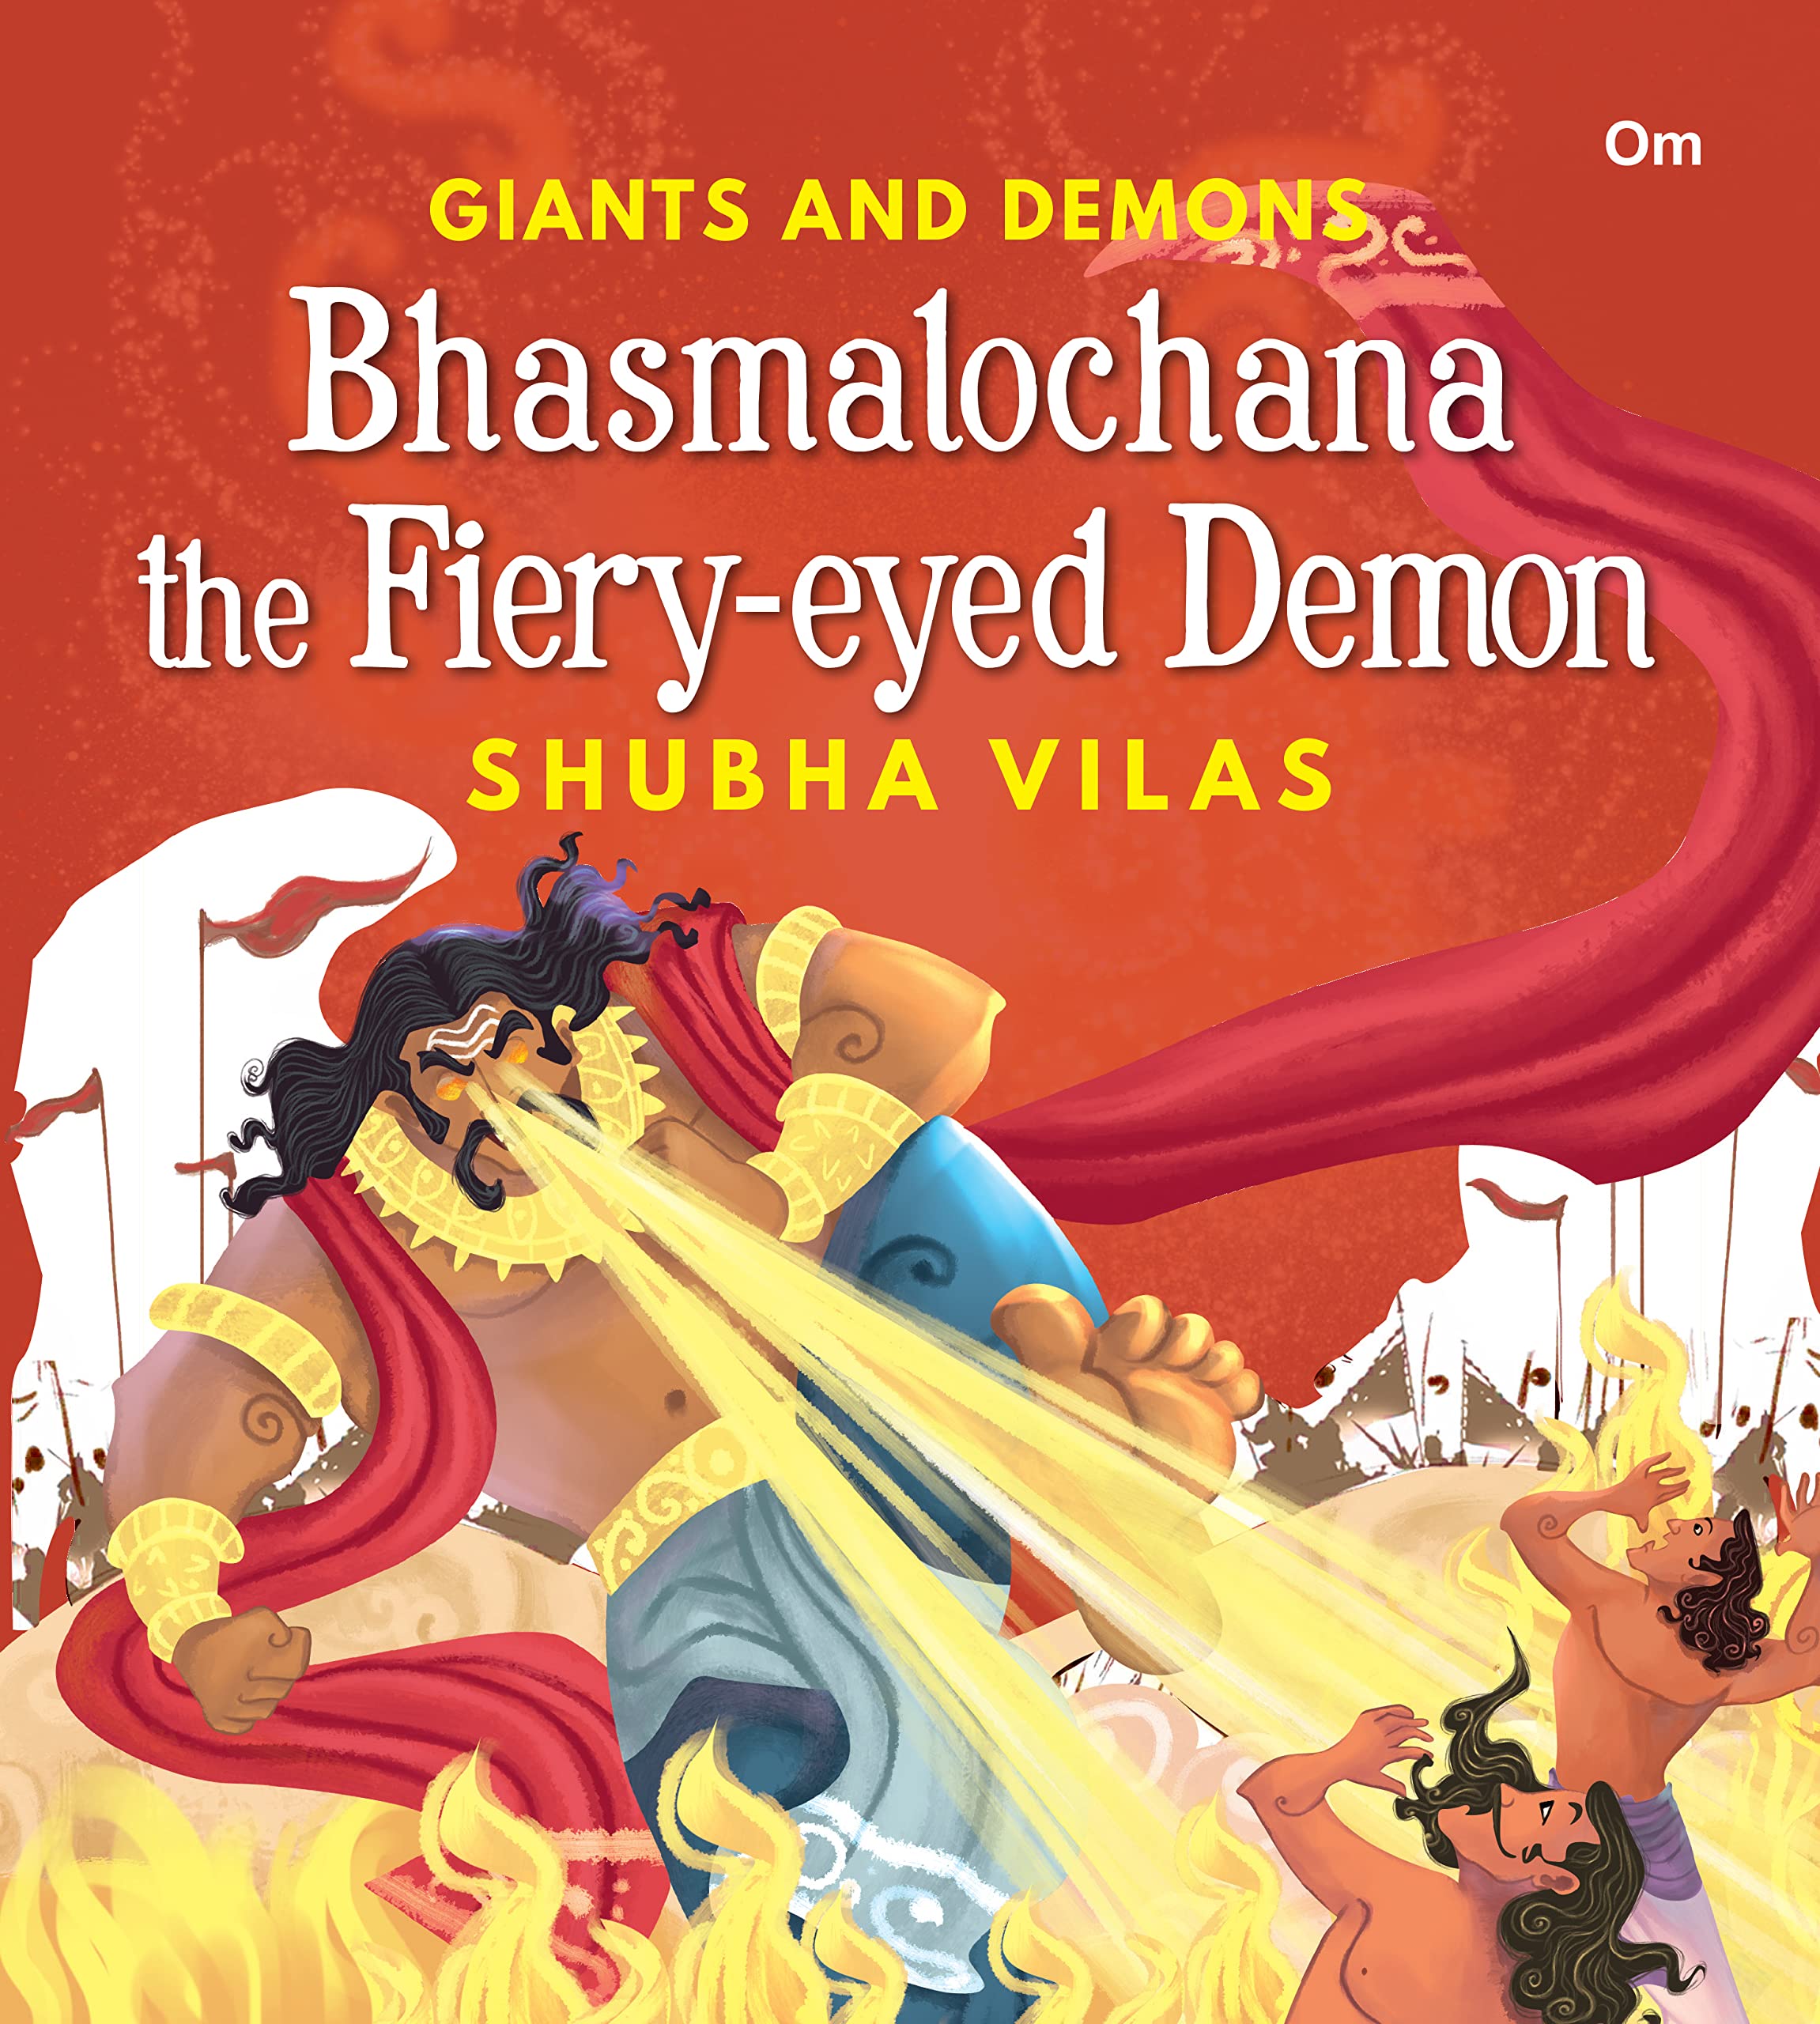 Om
GIANTS AND DEMONS
Bhasmalochana
the Fiery-eyed Demon
SHUBHA VILAS